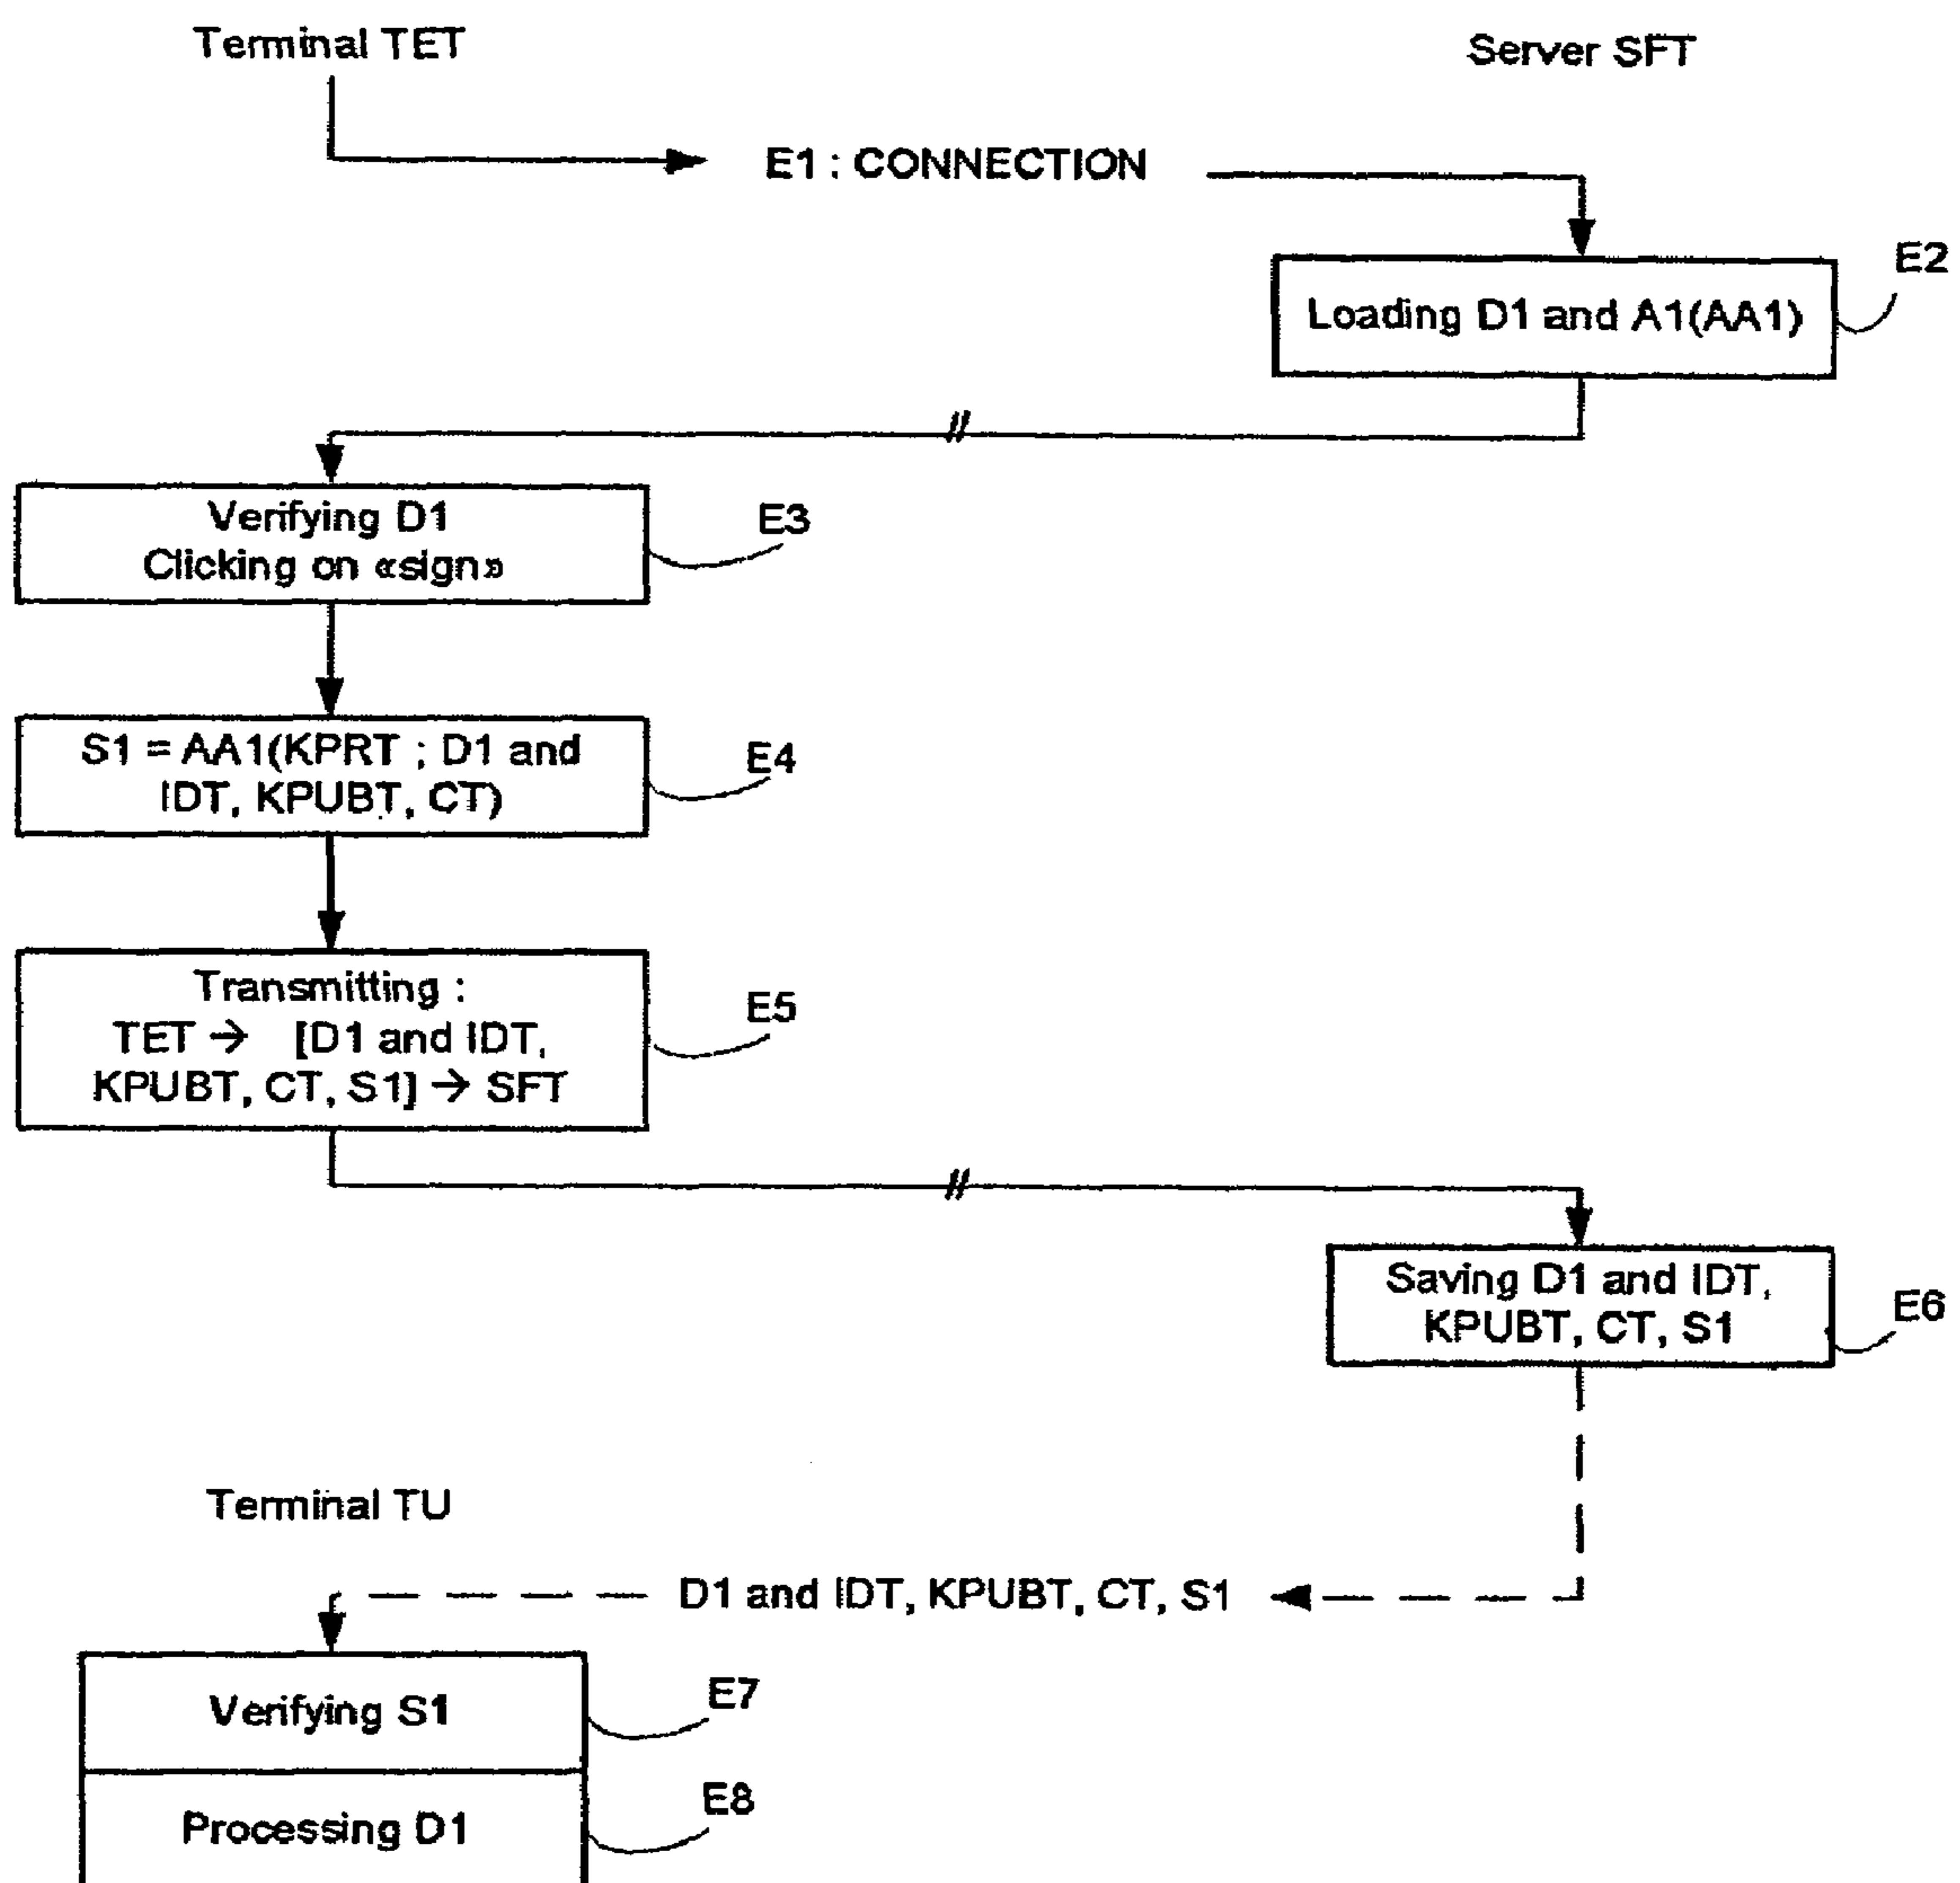 Terminal TET
Server SFT
E1 : CONNECTION
E2
Loading D1 and A1(AA1)
Verifying D1
Clicking on «sign»
E3
S1 = AA1(KPRT ; D1 and
IDT, KPUBT, CT)
E4
Transmitting :
TET → [D1 and IDT,
KPUBT, CT, S1] → SFT
E5
Saving D1 and IDT,
KPUBT, CT, S1
E6
Terminal TU
D1 and IDT, KPUBT, CT, S1
Verifying S1
E7
Processing D1
E8